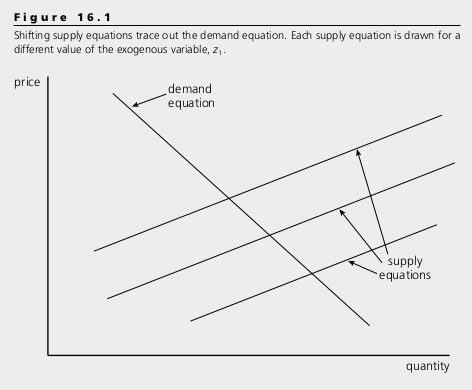 Figure 16.1
Shifting supply equations trace out the demand equation. Each supply equation is drawn for a
different value of the exogenous variable, z₁.
price
demand
equation
supply
equations
quantity